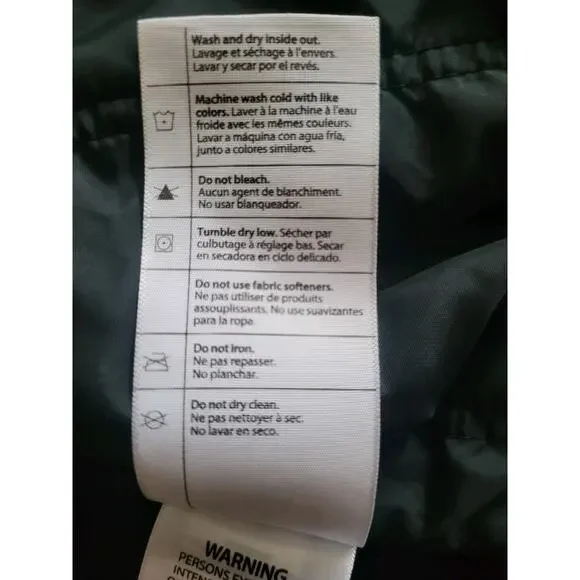 Wash and dry inside out.
Lavage et séchage à l'envers.
Lavar y secar por el revés.
Machine wash cold with like
colors. Laver à la machine à l'eau
froide avec les mêmes couleurs.
Lavar a máquina con agua fría,
junto a colores similares.
Do not bleach.
Aucun agent de blanchiment.
No usar blanqueador.
Tumble dry low. Sécher par
culbutage à réglage bas. Secar
en secadora en ciclo delicado.
Do not use fabric softeners.
Ne pas utiliser de produits
assouplissants. No use suavizantes
para la ropa.
Do not iron.
Ne pas repasser.
No planchar.
Do not dry clean.
Ne pas nettoyer à sec.
No lavar en seco.
WARNING
PERSONS